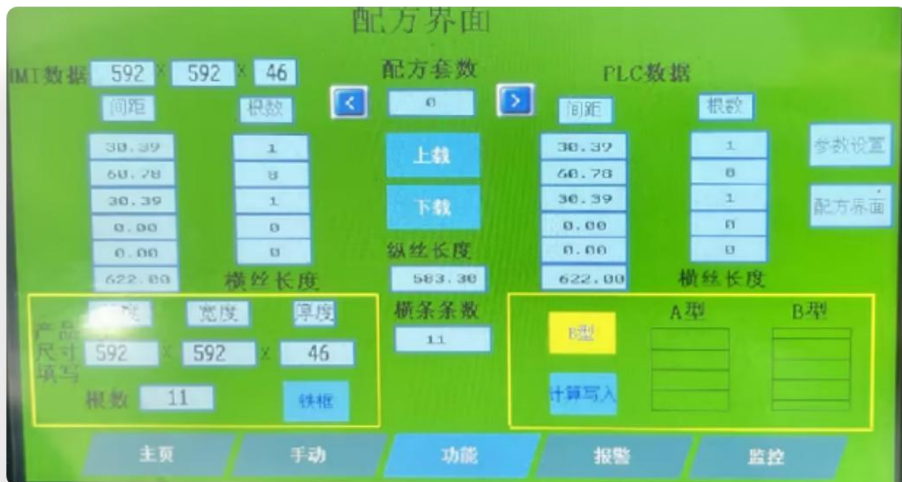 配方界面
IMI数据 592 × 592 × 46 配方套数 PLC数据
间距 根数 < 0 > 间距 根数
30.39 1 上载 30.39 1 参数设置
60.78 8 60.78 8
30.39 1 下载 30.39 1 配方界面
0.00 0 0.00 0
0.00 0 纵丝长度 0.00 0
622.00 横丝长度 583.30 622.00 横丝长度
度 宽度 厚度 横条条数 A型 B型
产品尺寸填写 592 × 592 × 46 11 B型
根数 11 铁框 计算写入
主页 手动 功能 报警 监控